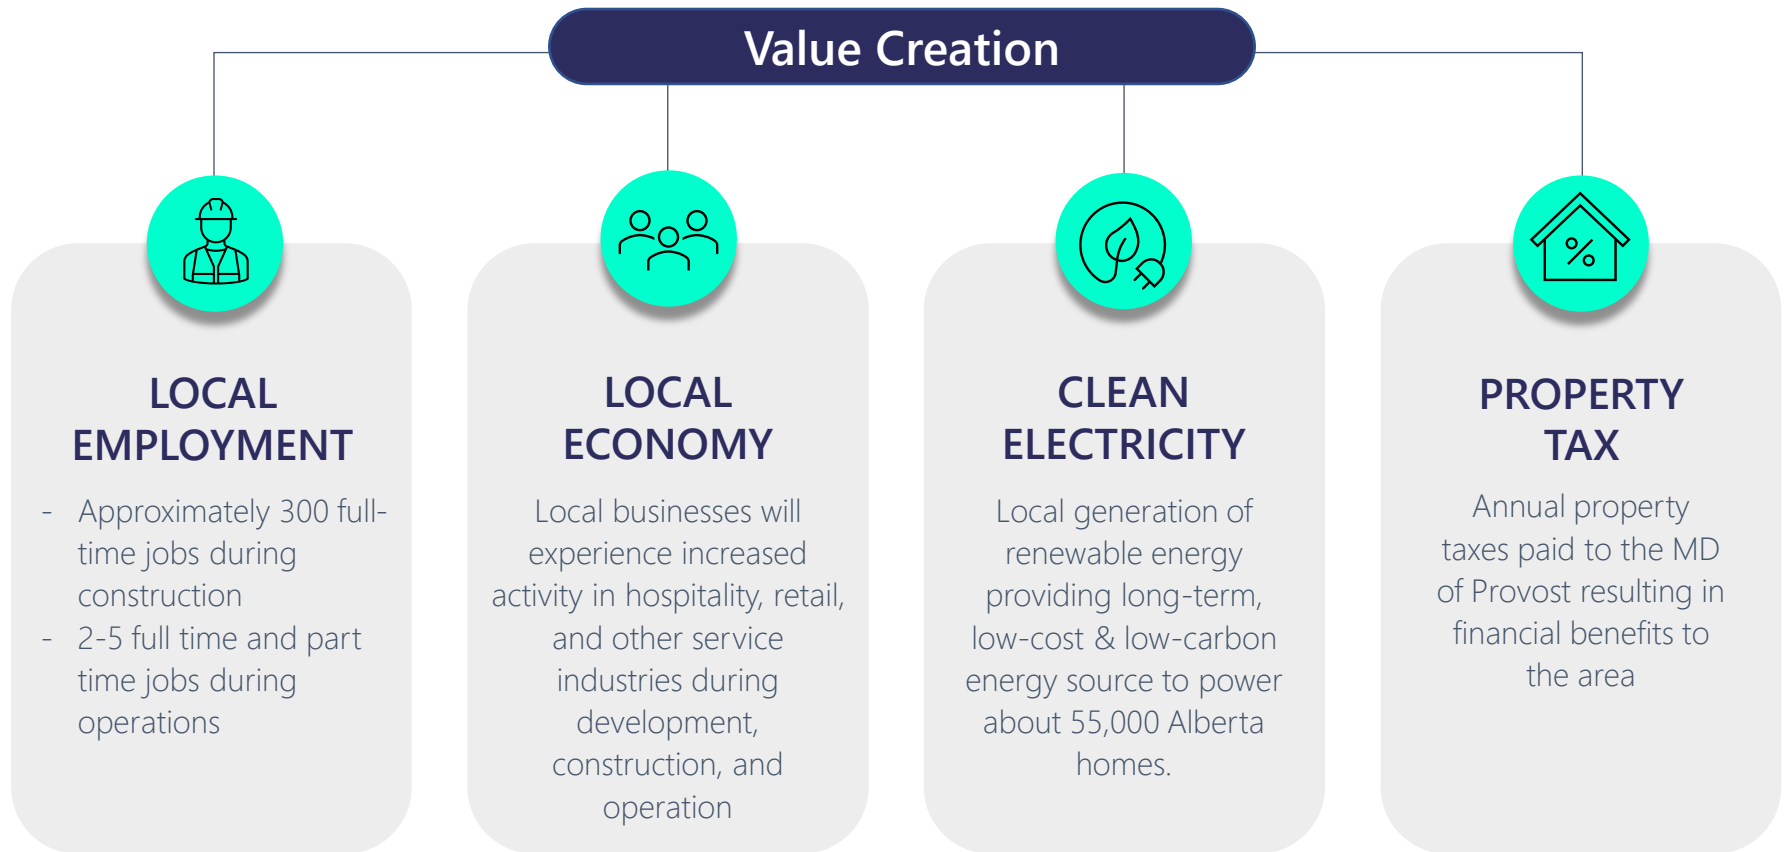 Value Creation
LOCAL
EMPLOYMENT
- Approximately 300 full-
time jobs during
construction
- 2-5 full time and part
time jobs during
operations
LOCAL
ECONOMY
Local businesses will
experience increased
activity in hospitality, retail,
and other service
industries during
development,
construction, and
operation
CLEAN
ELECTRICITY
Local generation of
renewable energy
providing long-term,
low-cost & low-carbon
energy source to power
about 55,000 Alberta
homes.
PROPERTY
TAX
Annual property
taxes paid to the MD
of Provost resulting in
financial benefits to
the area